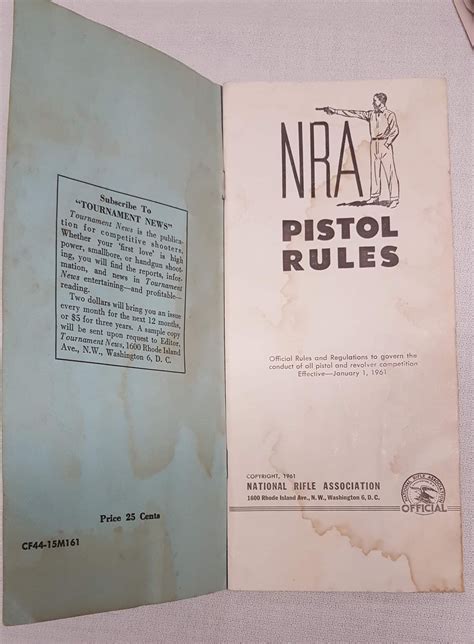 Subscribe To
"TOURNAMENT NEWS"
Tournament News is the publica-
tion for competitive shooters.
Whether your 'first love' is high
power, smallbore, or handgun shoot-
ing, you will find the reports, infor-
mation, and news in Tournament
News entertaining—and profitable—
reading.
Two dollars will bring you an issue
every month for the next 12 months,
or $5 for three years. A sample copy
will be sent upon request to Editor,
Tournament News, 1600 Rhode Island
Ave., N.W., Washington 6, D. C.
Price 25 Cents
CF44-15M161
NRA
PISTOL
RULES
Official Rules and Regulations to govern the
conduct of all pistol and revolver competition
Effective—January 1, 1961
COPYRIGHT, 1961
NATIONAL RIFLE ASSOCIATION
1600 Rhode Island Ave., N.W., Washington 6, D. C.
NATIONAL RIFLE ASSOCIATION
OFFICIAL